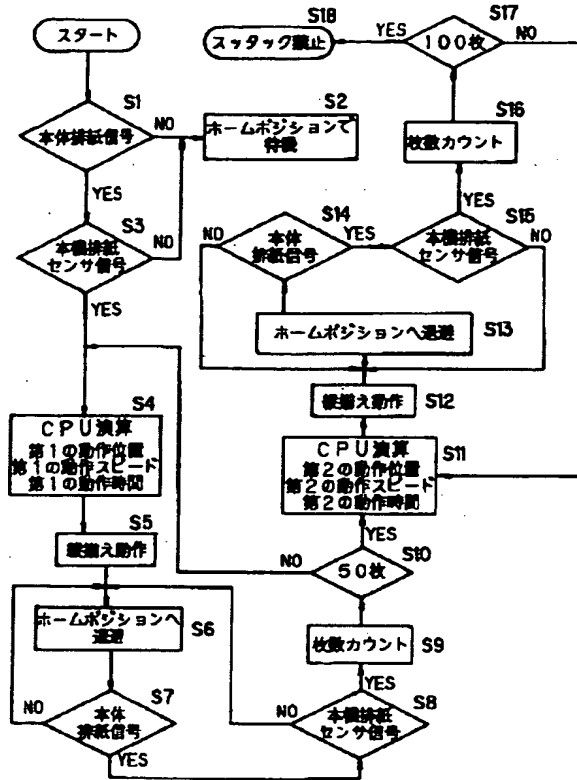 スタート
S1
本体排紙信号
NO
YES
S2
ホームポジションで
待機
S3
本機排紙
センサ信号
NO
YES
S4
CPU演算
第1の動作位置
第1の動作スピード
第1の動作時間
S5
縦揃え動作
S6
ホームポジションへ
退避
S7
本体
排紙信号
NO
YES
S8
本機排紙
センサ信号
NO
YES
S9
枚数カウント
S10
50枚
NO
YES
S11
CPU演算
第2の動作位置
第2の動作スピード
第2の動作時間
S12
縦揃え動作
S13
ホームポジションへ退避
S14
本体
排紙信号
NO
YES
S15
本機排紙
センサ信号
NO
YES
S16
枚数カウント
S17
100枚
YES
NO
S18
スッタック禁止